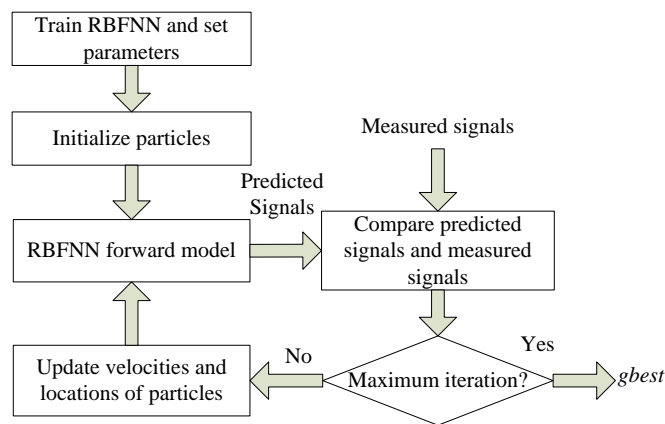 Train RBFNN and set
parameters
Initialize particles
Measured signals
Predicted
Signals
RBFNN forward model
Compare predicted
signals and measured
signals
Update velocities and
locations of particles
No
Maximum iteration?
Yes
gbest